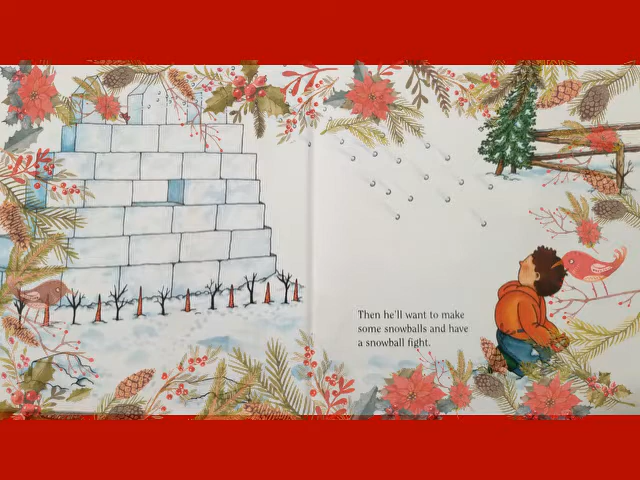 Then he'll want to make
some snowballs and have
a snowball fight.